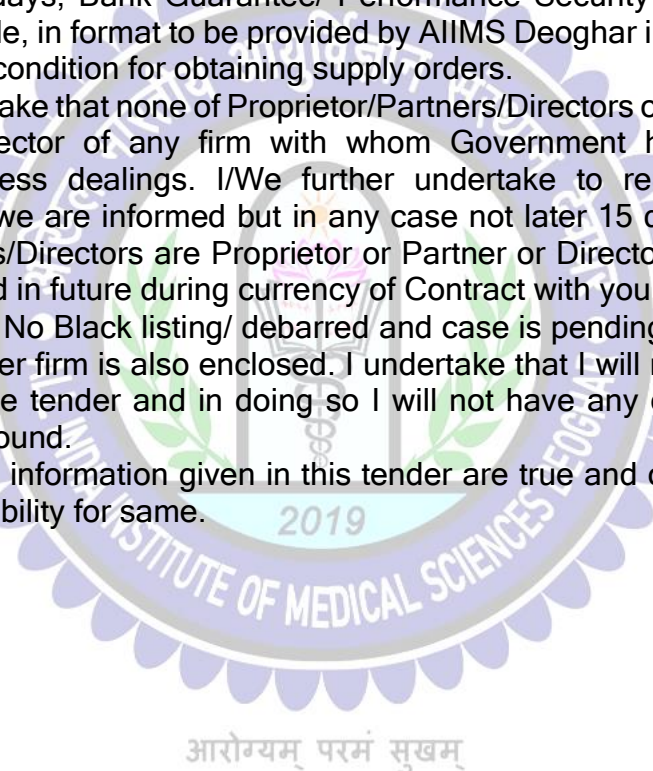 days, Bank Guarantee/ Performance Security
le, in format to be provided by AIIMS Deoghar i
condition for obtaining supply orders.
ake that none of Proprietor/Partners/Directors o
ector of any firm with whom Government h
ess dealings. I/We further undertake to re
we are informed but in any case not later 15 d
s/Directors are Proprietor or Partner or Directo
d in future during currency of Contract with you
No Black listing/ debarred and case is pending
er firm is also enclosed. I undertake that I will
e tender and in doing so I will not have any
ound.
information given in this tender are true and
bility for same.
2019
INSTITUTE OF MEDICAL SCIENCES DEOGHAR
आरोग्यम् परमं सुखम्